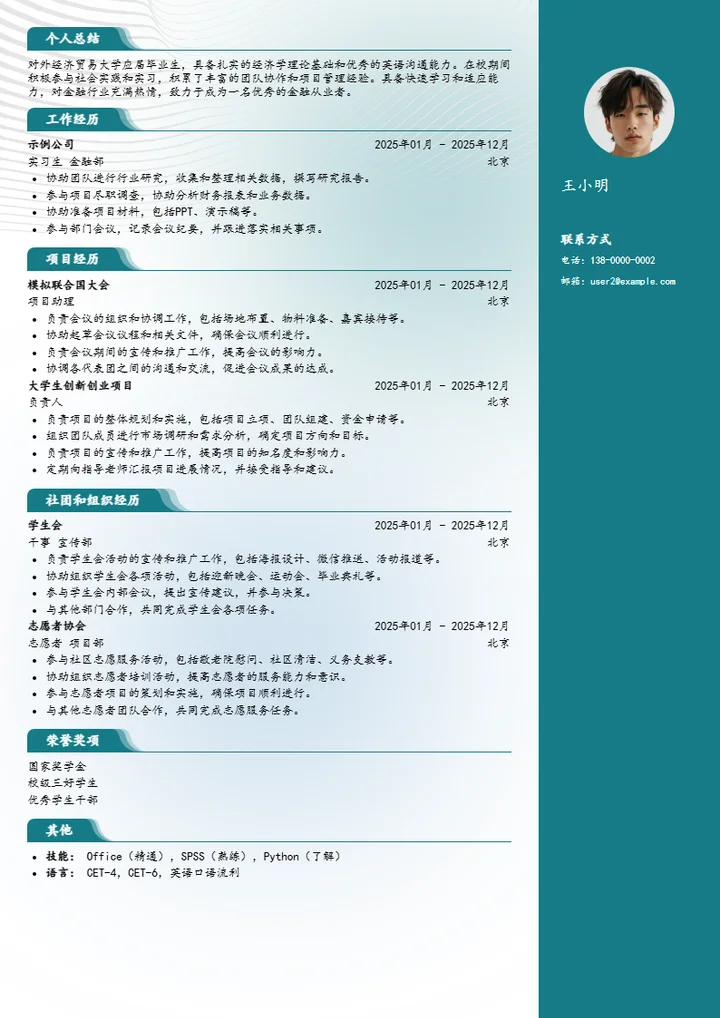 个人总结
对外经济贸易大学应届毕业生，具备扎实的经济学理论基础和优秀的英语沟通能力。在校期间
积极参与社会实践和实习，积累了丰富的团队协作和项目管理经验。具备快速学习和适应能
力，对金融行业充满热情，致力于成为一名优秀的金融从业者。
工作经历
示例公司 2025年01月 - 2025年12月
实习生 金融部 北京
• 协助团队进行行业研究，收集和整理相关数据，撰写研究报告。
• 参与项目尽职调查，协助分析财务报表和业务数据。
• 协助准备项目材料，包括PPT、演示稿等。
• 参与部门会议，记录会议纪要，并跟进落实相关事项。
项目经历
模拟联合国大会 2025年01月 - 2025年12月
项目助理 北京
• 负责会议的组织和协调工作，包括场地布置、物料准备、嘉宾接待等。
• 协助起草会议议程和相关文件，确保会议顺利进行。
• 负责会议期间的宣传和推广工作，提高会议的影响力。
• 协调各代表团之间的沟通和交流，促进会议成果的达成。
大学生创新创业项目 2025年01月 - 2025年12月
负责人 北京
• 负责项目的整体规划和实施，包括项目立项、团队组建、资金申请等。
• 组织团队成员进行市场调研和需求分析，确定项目方向和目标。
• 负责项目的宣传和推广工作，提高项目的知名度和影响力。
• 定期向指导老师汇报项目进展情况，并接受指导和建议。
社团和组织经历
学生会 2025年01月 - 2025年12月
干事 宣传部 北京
• 负责学生会活动的宣传和推广工作，包括海报设计、微信推送、活动报道等。
• 协助组织学生会各项活动，包括迎新晚会、运动会、毕业典礼等。
• 参与学生会内部会议，提出宣传建议，并参与决策。
• 与其他部门合作，共同完成学生会各项任务。
志愿者协会 2025年01月 - 2025年12月
志愿者 项目部 北京
• 参与社区志愿服务活动，包括敬老院慰问、社区清洁、义务支教等。
• 协助组织志愿者培训活动，提高志愿者的服务能力和意识。
• 参与志愿者项目的策划和实施，确保项目顺利进行。
• 与其他志愿者团队合作，共同完成志愿服务任务。
荣誉奖项
国家奖学金
校级三好学生
优秀学生干部
其他
• 技能： Office（精通），SPSS（熟练），Python（了解）
• 语言： CET-4，CET-6，英语口语流利
王小明
联系方式
电话：138-0000-0002
邮箱：user2@example.com